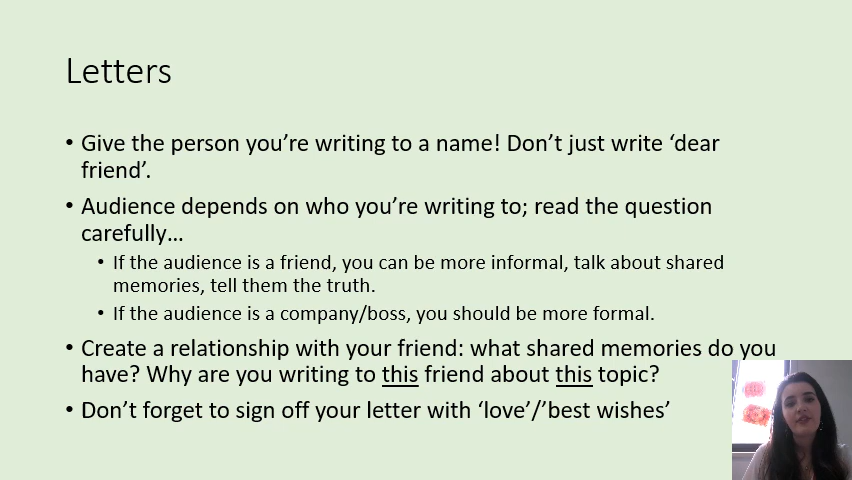 Letters
• Give the person you're writing to a name! Don't just write ‘dear
friend’.
• Audience depends on who you're writing to; read the question
carefully…
• If the audience is a friend, you can be more informal, talk about shared
memories, tell them the truth.
• If the audience is a company/boss, you should be more formal.
• Create a relationship with your friend: what shared memories do you
have? Why are you writing to this friend about this topic?
• Don't forget to sign off your letter with ‘love’/’best wishes’